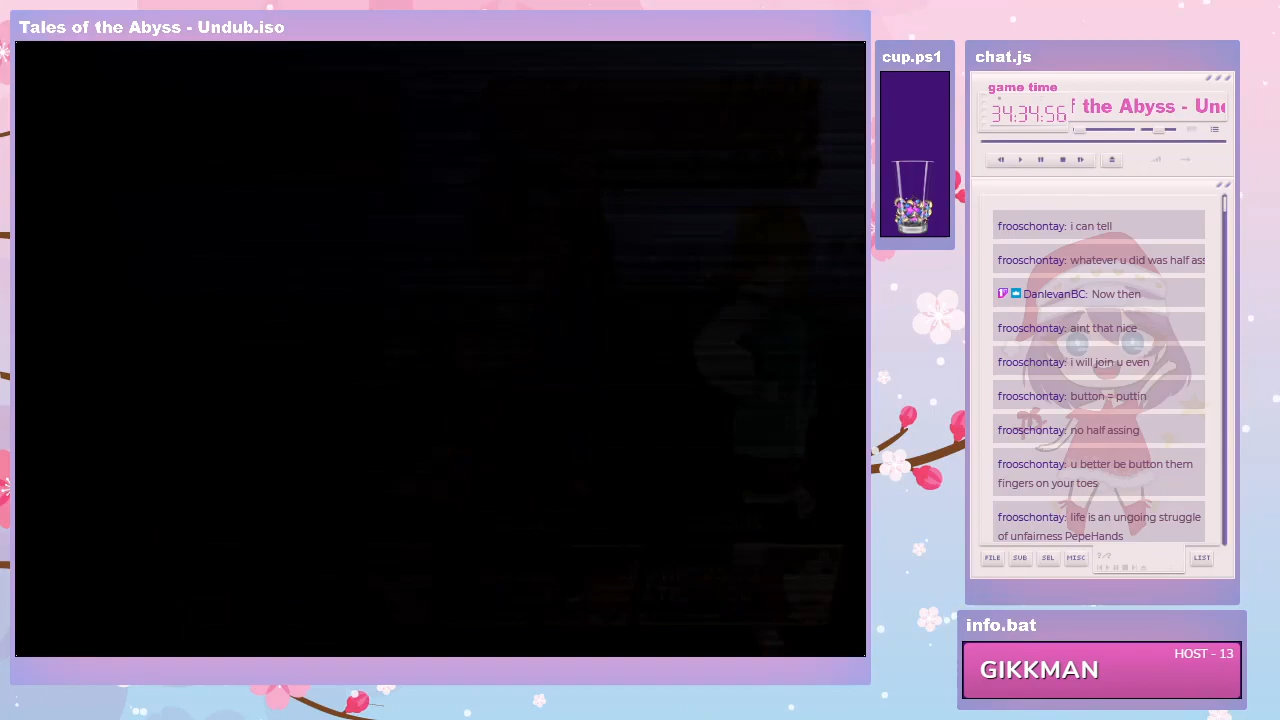 Tales of the Abyss - Undub.iso
cup.ps1
chat.js
game time
34:34:56
f the Abyss - Und
frooschontay: i can tell
frooschontay: whatever u did was half ass
DanlevanBC: Now then
frooschontay: aint that nice
frooschontay: i will join u even
frooschontay: button = puttin
frooschontay: no half assing
frooschontay: u better be button them
fingers on your toes
frooschontay: life is an ungoing struggle
of unfairness PepeHands
FILE
SUB
SEL
MISC
?/?
LIST
info.bat
HOST - 13
GIKKMAN